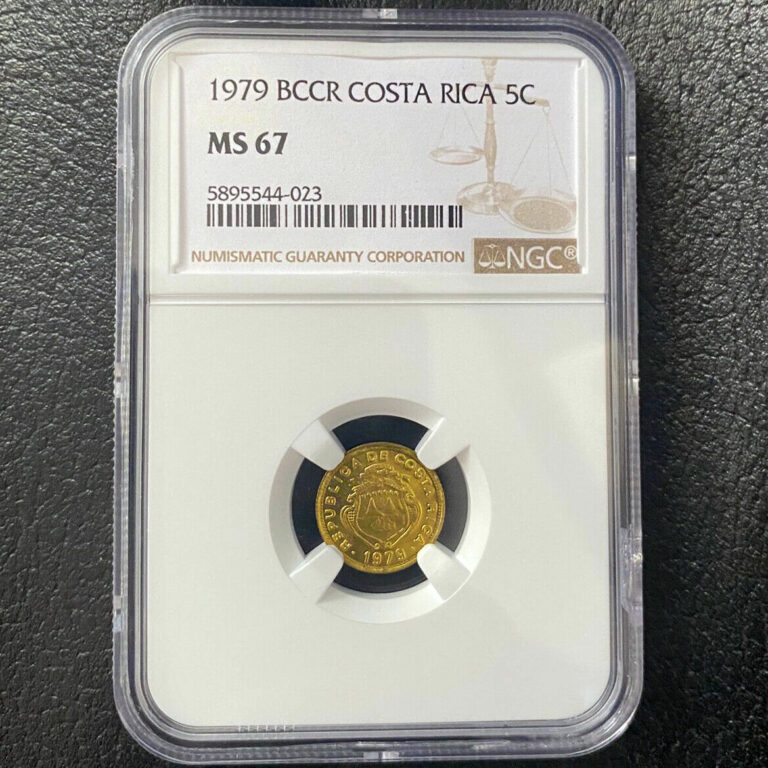 1979 BCCR COSTA RICA 5C
MS 67
5895544-023
NUMISMATIC GUARANTY CORPORATION
NGC®
REPUBLICA DE COSTA RICA
1979